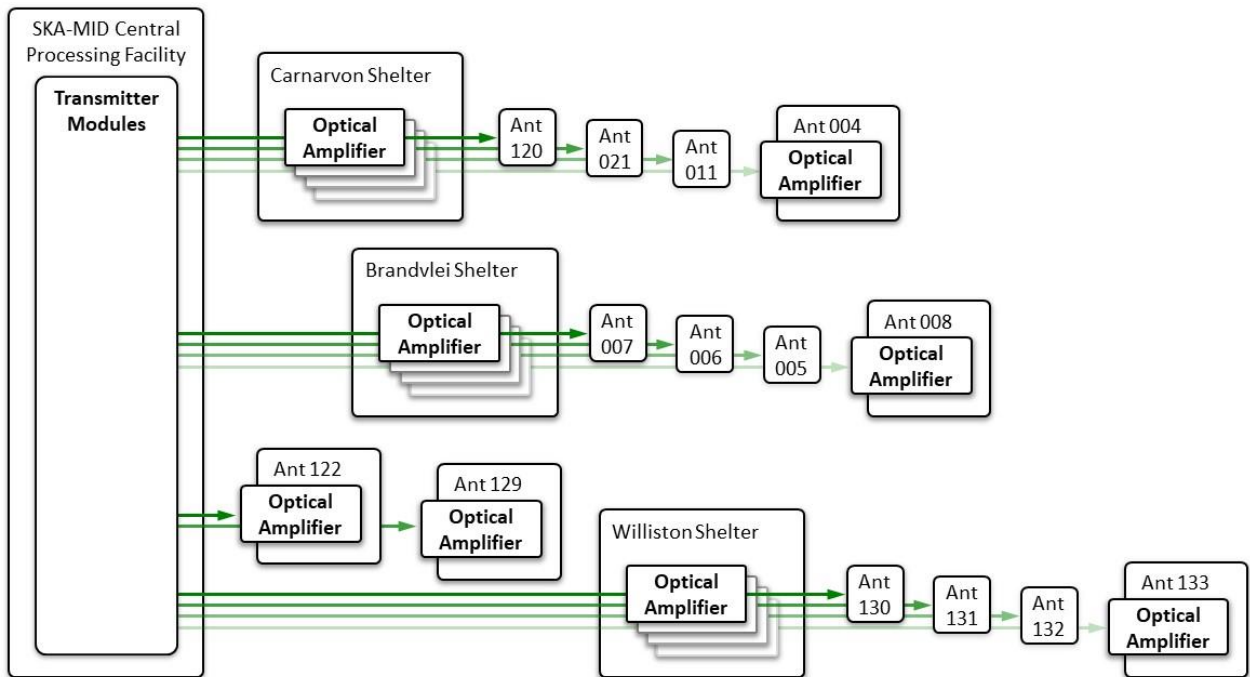 SKA-MID Central
Processing Facility
Transmitter
Modules
Carnarvon Shelter
Optical
Amplifier
Ant
120
Ant
021
Ant
011
Ant 004
Optical
Amplifier
Brandvlei Shelter
Optical
Amplifier
Ant
007
Ant
006
Ant
005
Ant 008
Optical
Amplifier
Ant 122
Optical
Amplifier
Ant 129
Optical
Amplifier
Williston Shelter
Optical
Amplifier
Ant
130
Ant
131
Ant
132
Ant 133
Optical
Amplifier